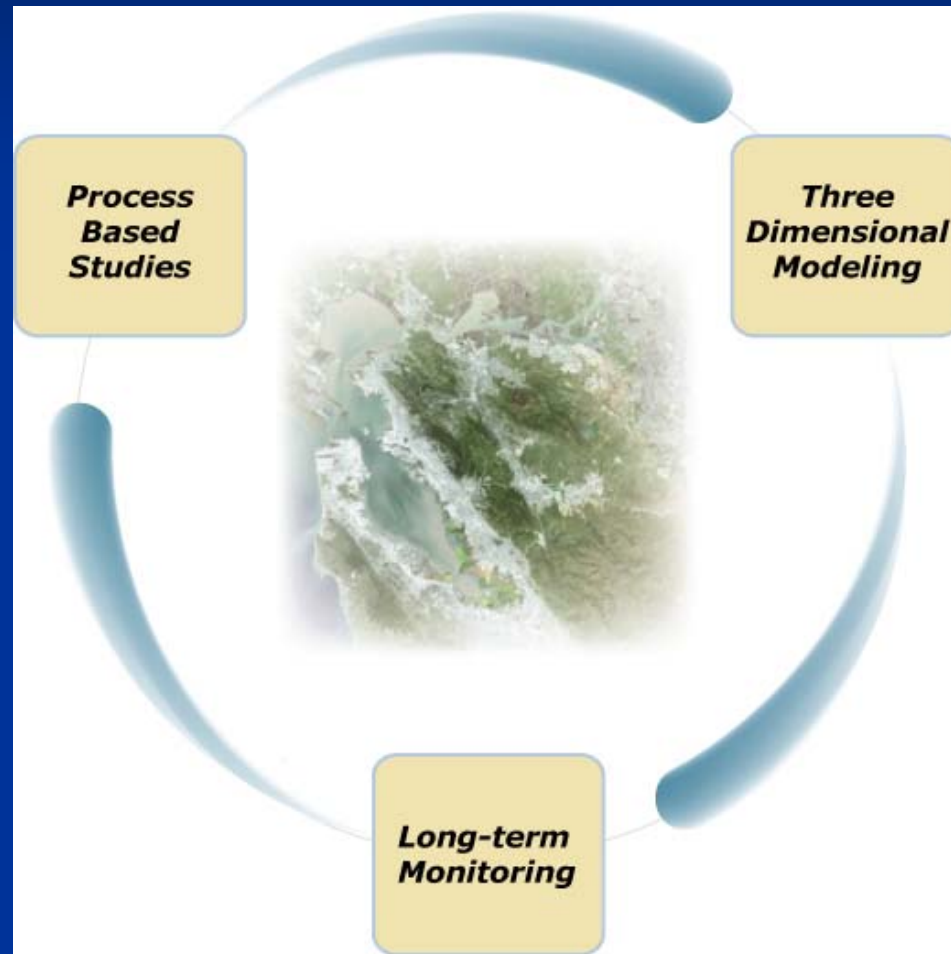 Process
Based
Studies
Three
Dimensional
Modeling
Long-term
Monitoring